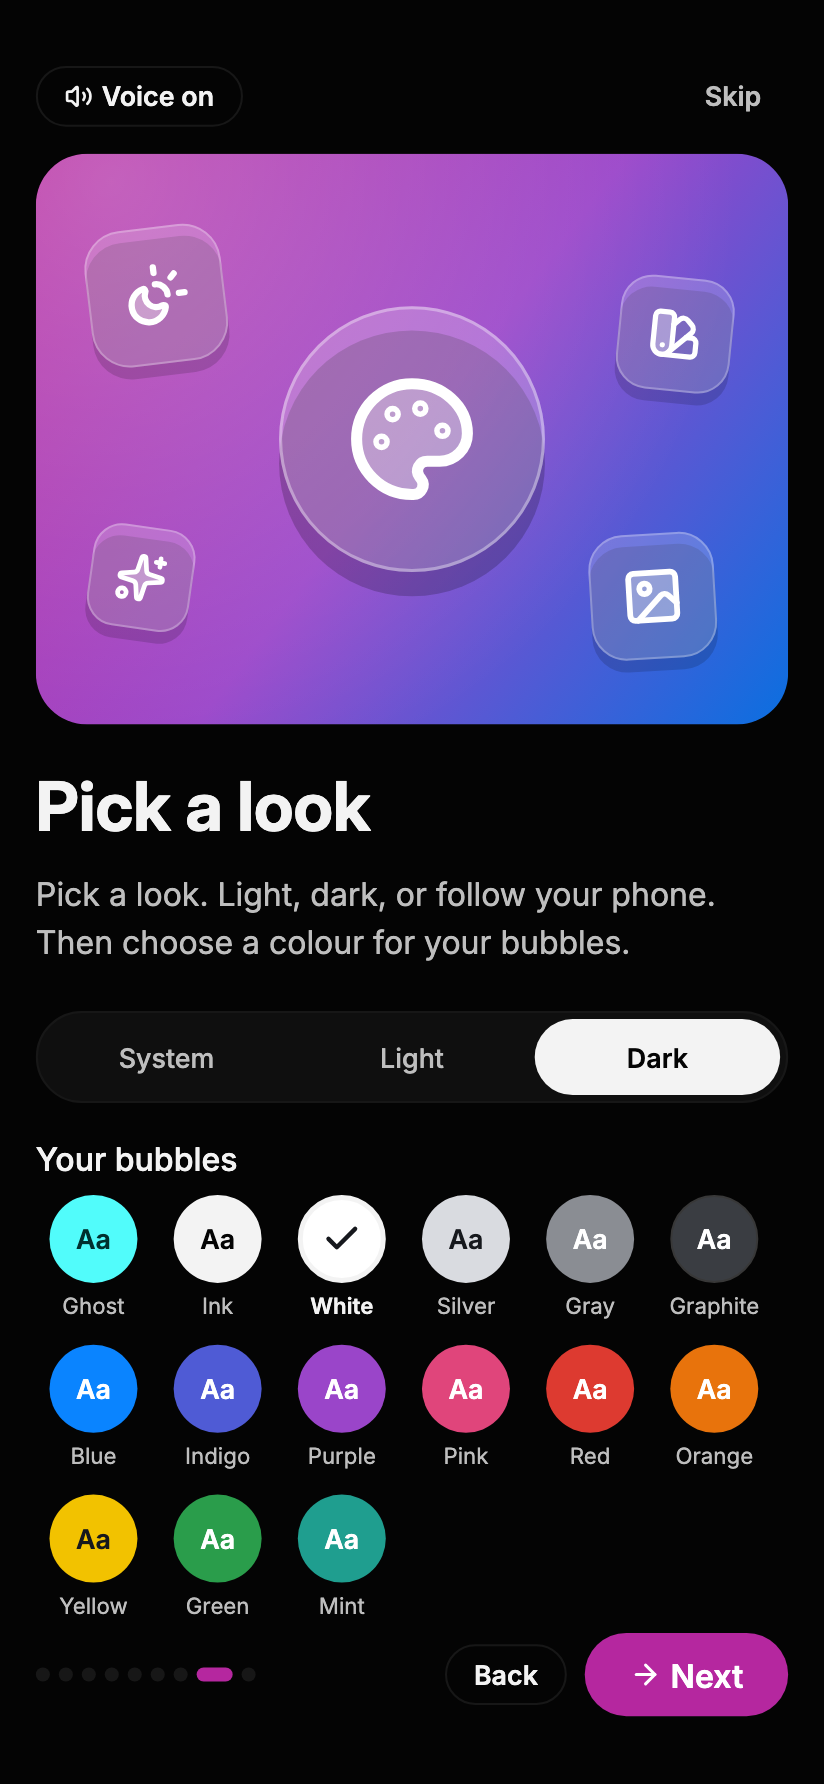 Voice on
Skip
Pick a look
Pick a look. Light, dark, or follow your phone.
Then choose a colour for your bubbles.
System Light Dark
Your bubbles
Aa Aa Aa Aa Aa
Ghost Ink White Silver Gray Graphite
Aa Aa Aa Aa Aa Aa
Blue Indigo Purple Pink Red Orange
Aa Aa Aa
Yellow Green Mint
Back Next